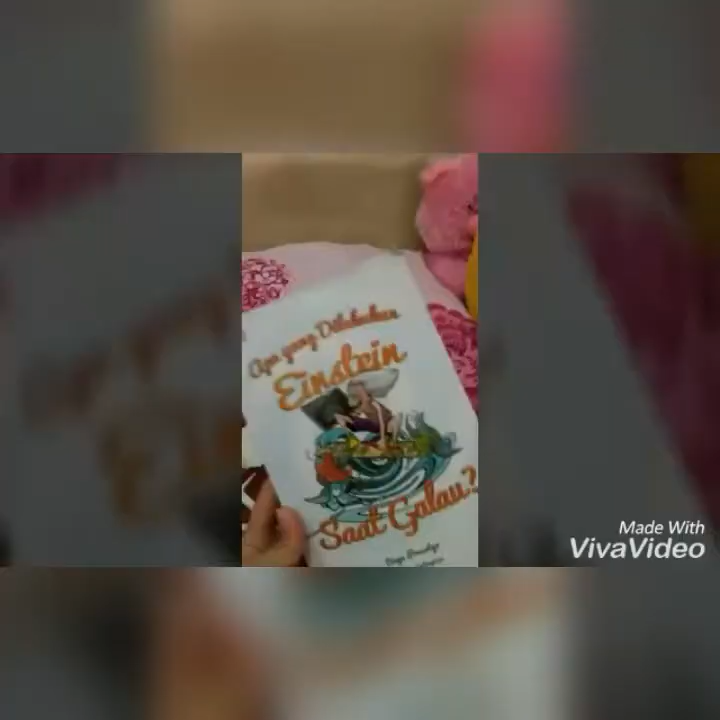 Apa yang Dilakukan
Einstein
Saat Galau?
Made With
VivaVideo